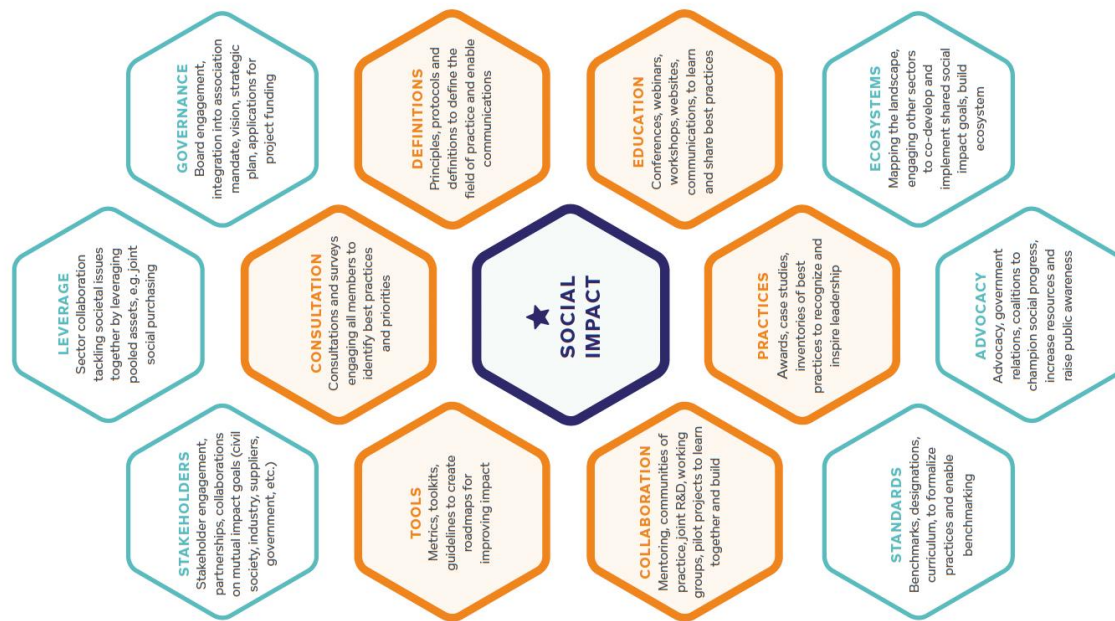 LEVERAGE
Sector collaboration
tackling societal issues
together by leveraging
pooled assets, e.g. joint
social purchasing
STAKEHOLDERS
Stakeholder engagement,
partnerships, collaborations
on mutual impact goals (civil
society, industry, suppliers,
government, etc.)
GOVERNANCE
Board engagement,
integration into association
mandate, vision, strategic
plan, applications for
project funding
CONSULTATION
Consultations and surveys
engaging all members to
identify best practices
and priorities
TOOLS
Metrics, toolkits,
guidelines to create
roadmaps for
improving impact
DEFINITIONS
Principles, protocols and
definitions to define the
field of practice and enable
communications
SOCIAL
IMPACT
COLLABORATION
Mentoring, communities of
practice, joint R&D, working
groups, pilot projects to learn
together and build
EDUCATION
Conferences, webinars,
workshops, websites,
communications, to learn
and share best practices
PRACTICES
Awards, case studies,
inventories of best
practices to recognize and
inspire leadership
STANDARDS
Benchmarks, designations,
curriculum, to formalize
practices and enable
benchmarking
ECOSYSTEMS
Mapping the landscape,
engaging other sectors
to co-develop and
implement shared social
impact goals, build
ecosystem
ADVOCACY
Advocacy, government
relations, coalitions to
champion social progress,
increase resources and
raise public awareness